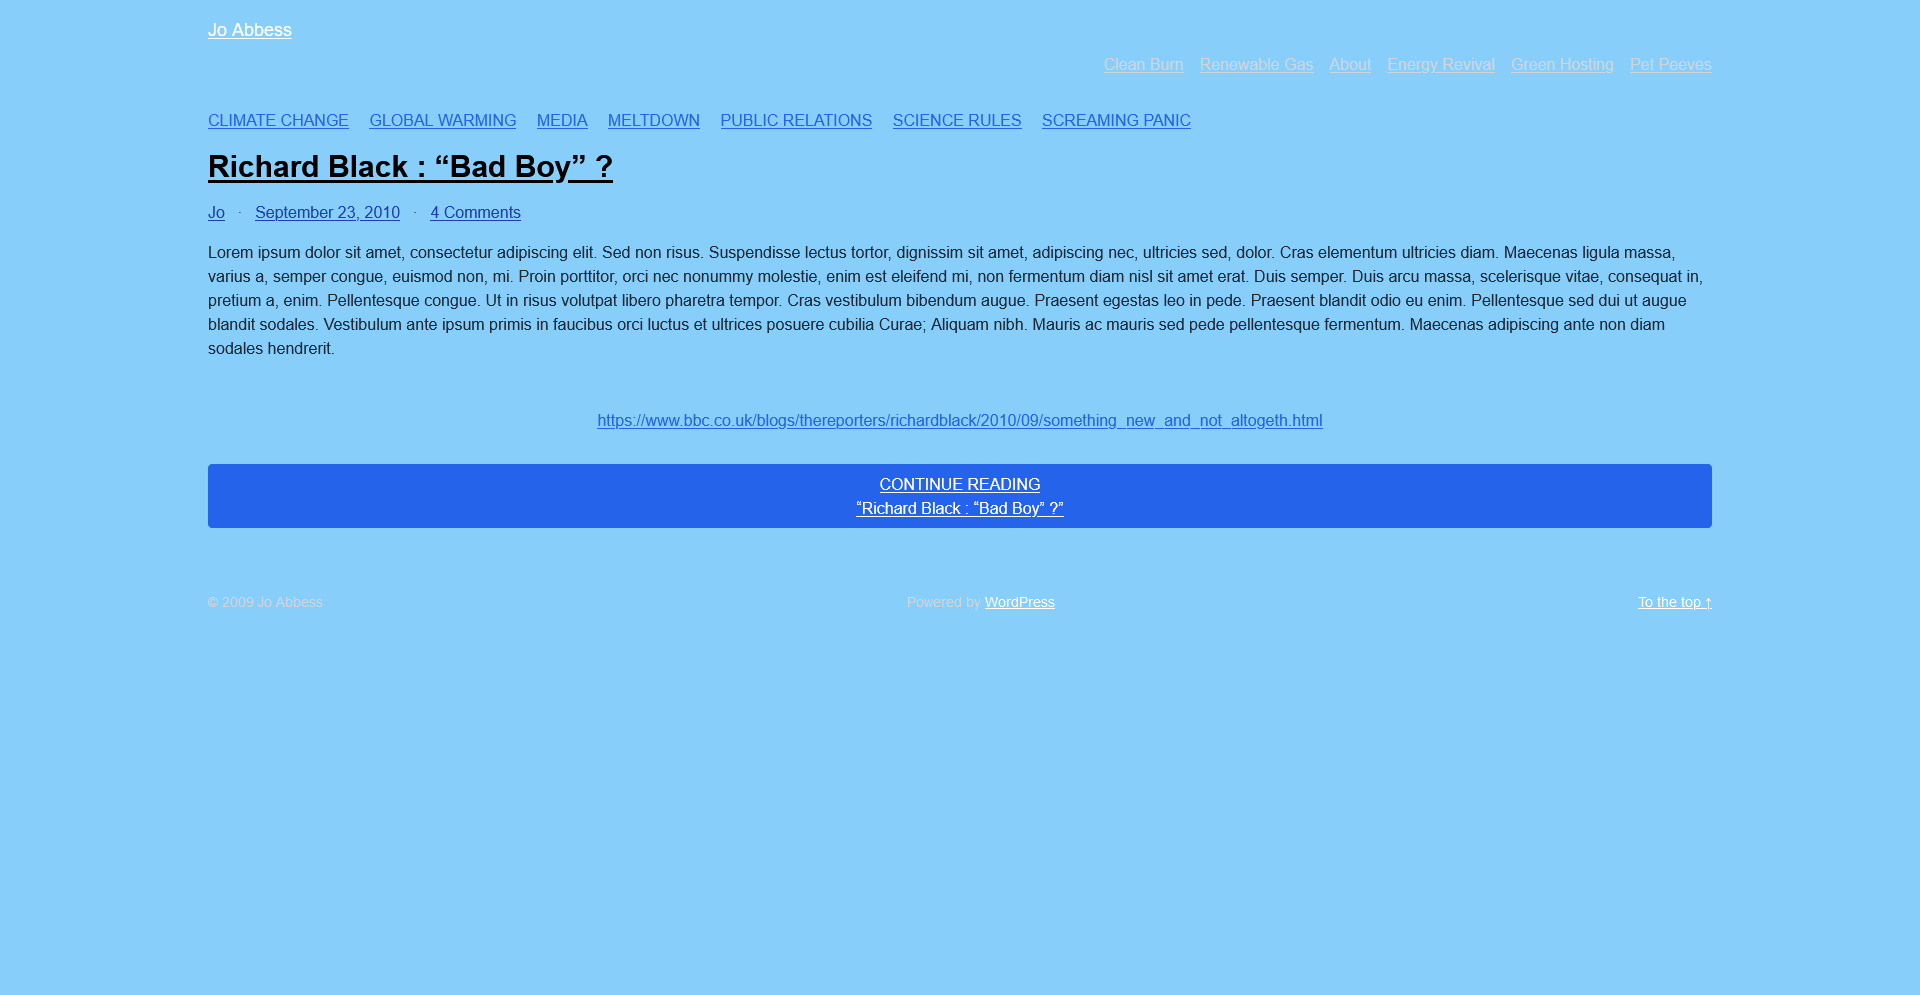 Jo Abbess
Clean Burn Renewable Gas About Energy Revival Green Hosting Pet Peeves
CLIMATE CHANGE GLOBAL WARMING MEDIA MELTDOWN PUBLIC RELATIONS SCIENCE RULES SCREAMING PANIC
Richard Black : “Bad Boy” ?
Jo · September 23, 2010 · 4 Comments
Lorem ipsum dolor sit amet, consectetur adipiscing elit. Sed non risus. Suspendisse lectus tortor, dignissim sit amet, adipiscing nec, ultricies sed, dolor. Cras elementum ultricies diam. Maecenas ligula massa,
varius a, semper congue, euismod non, mi. Proin porttitor, orci nec nonummy molestie, enim est eleifend mi, non fermentum diam nisl sit amet erat. Duis semper. Duis arcu massa, scelerisque vitae, consequat in,
pretium a, enim. Pellentesque congue. Ut in risus volutpat libero pharetra tempor. Cras vestibulum bibendum augue. Praesent egestas leo in pede. Praesent blandit odio eu enim. Pellentesque sed dui ut augue
blandit sodales. Vestibulum ante ipsum primis in faucibus orci luctus et ultrices posuere cubilia Curae; Aliquam nibh. Mauris ac mauris sed pede pellentesque fermentum. Maecenas adipiscing ante non diam
sodales hendrerit.
https://www.bbc.co.uk/blogs/thereporters/richardblack/2010/09/something_new_and_not_altogeth.html
CONTINUE READING
“Richard Black : “Bad Boy” ?”
© 2009 Jo Abbess Powered by WordPress To the top ↑